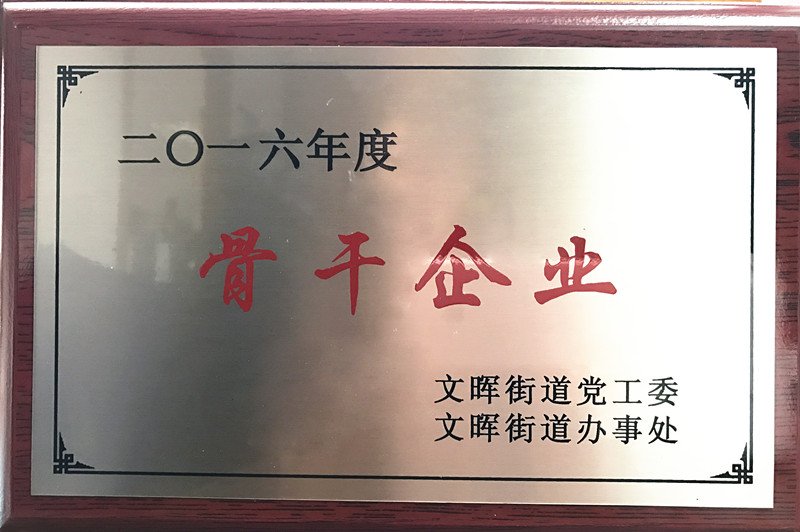 二〇一六年度
骨干企业
文晖街道党工委
文晖街道办事处